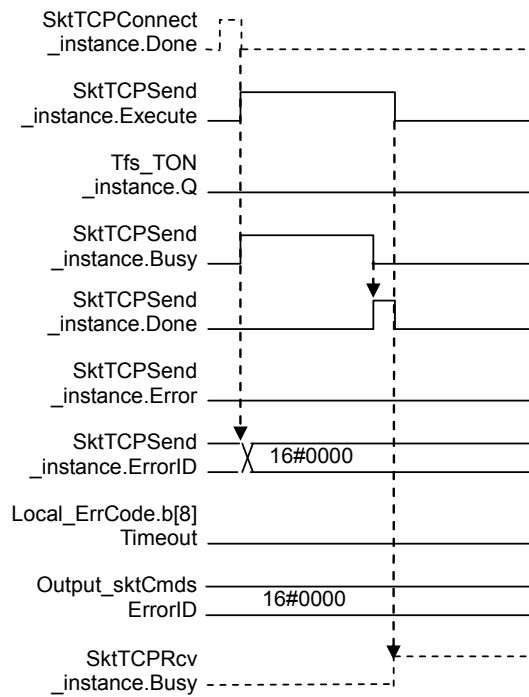 SktTCPConnect
_instance.Done
SktTCPSend
_instance.Execute
Tfs_TON
_instance.Q
SktTCPSend
_instance.Busy
SktTCPSend
_instance.Done
SktTCPSend
_instance.Error
SktTCPSend
_instance.ErrorID
16#0000
Local_ErrCode.b[8]
Timeout
Output_sktCmds
ErrorID
16#0000
SktTCPRcv
_instance.Busy